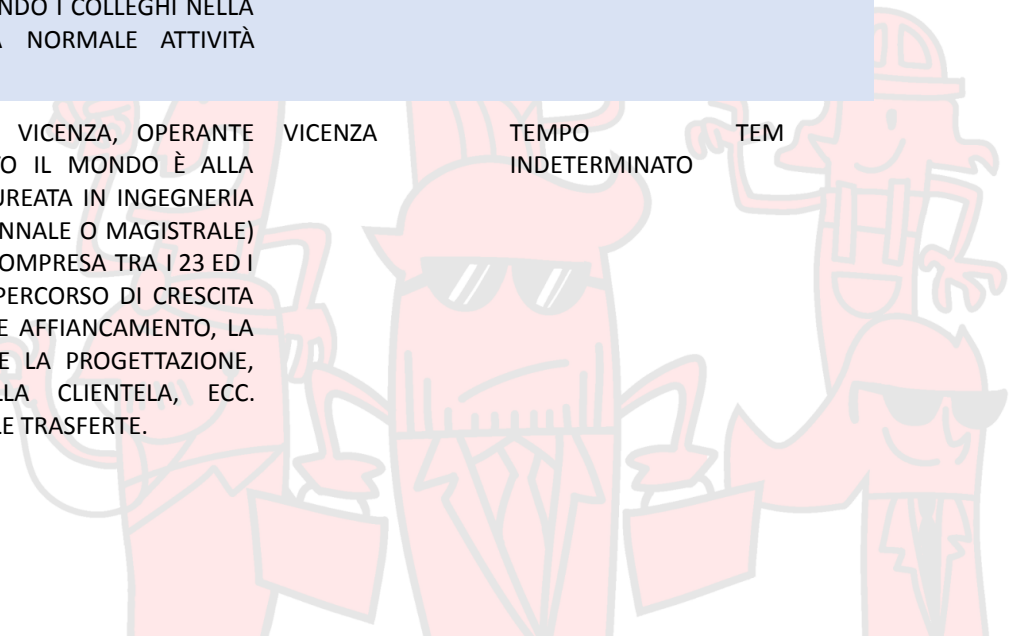 NDO I COLLEGHI NELLA
NORMALE ATTIVITÀ
VICENZA, OPERANTE VICENZA TEMPO TEM
TO IL MONDO È ALLA INDETERMINATO
UREATA IN INGEGNERIA
NNALE O MAGISTRALE)
OMPRESA TRA I 23 ED I
PERCORSO DI CRESCITA
E AFFIANCAMENTO, LA
E LA PROGETTAZIONE,
LLA CLIENTELA, ECC.
LE TRASFERTE.